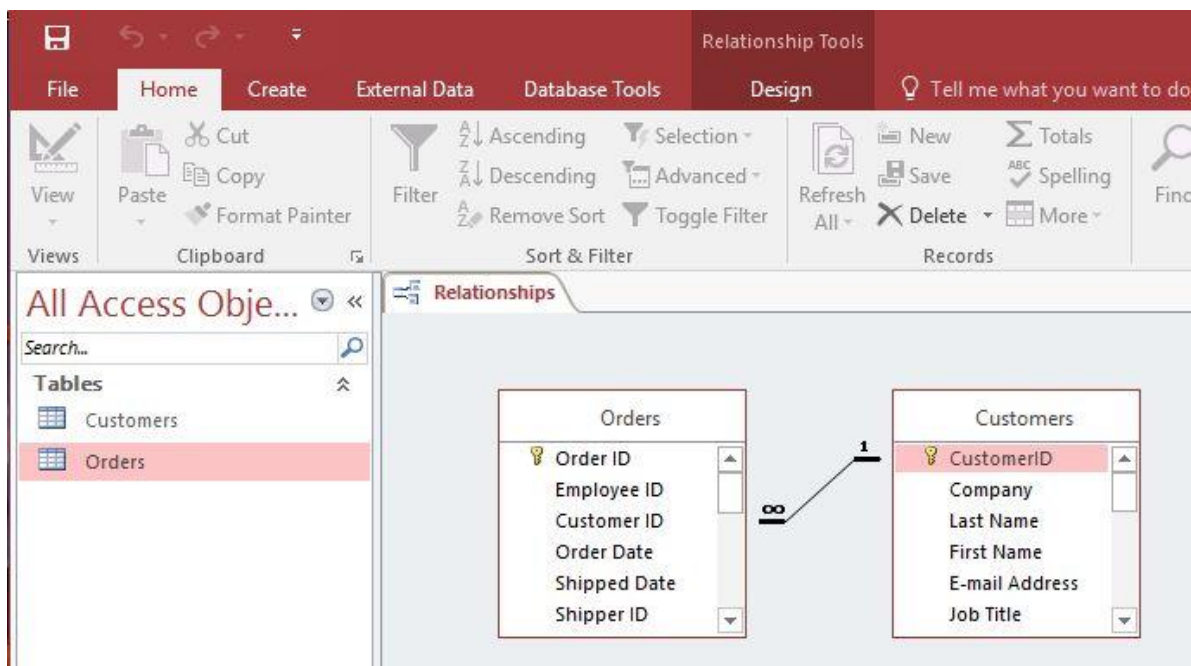 Relationship Tools
File Home Create External Data Database Tools Design Tell me what you want to do
View
Paste
Cut
Copy
Format Painter
Filter
Ascending
Descending
Remove Sort
Selection
Advanced
Toggle Filter
Refresh
All
New
Save
Delete
Totals
ABC
Spelling
More
Find
Views Clipboard Sort & Filter Records
All Access Obje...
Search...
Tables
Customers
Orders
Relationships
Orders
Order ID
Employee ID
Customer ID
Order Date
Shipped Date
Shipper ID
∞
1
Customers
CustomerID
Company
Last Name
First Name
E-mail Address
Job Title